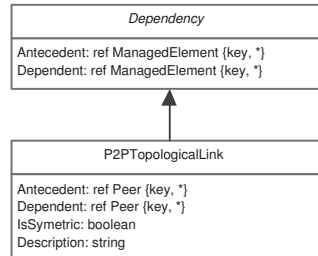 Dependency
Antecedent: ref ManagedElement {key, *}
Dependent: ref ManagedElement {key, *}
P2PTopologicalLink
Antecedent: ref Peer {key, *}
Dependent: ref Peer {key, *}
IsSymetric: boolean
Description: string